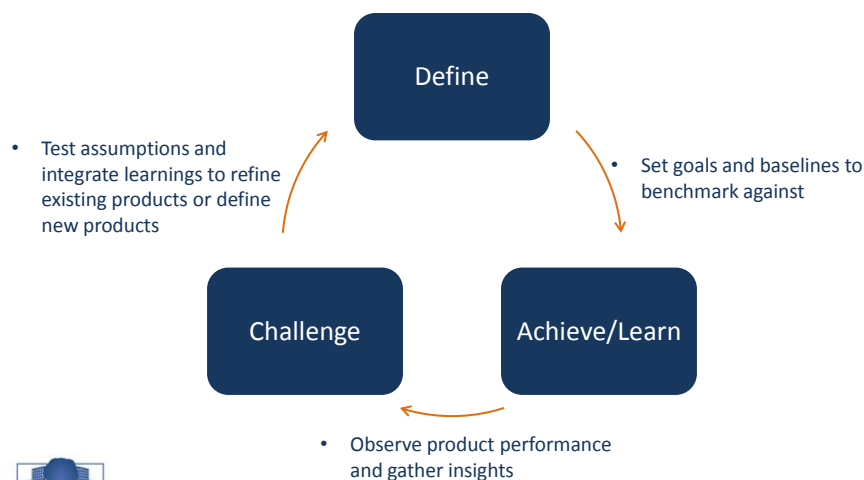 Define
• Test assumptions and
integrate learnings to refine
existing products or define
new products
• Set goals and baselines to
benchmark against
Challenge
Achieve/Learn
• Observe product performance
and gather insights